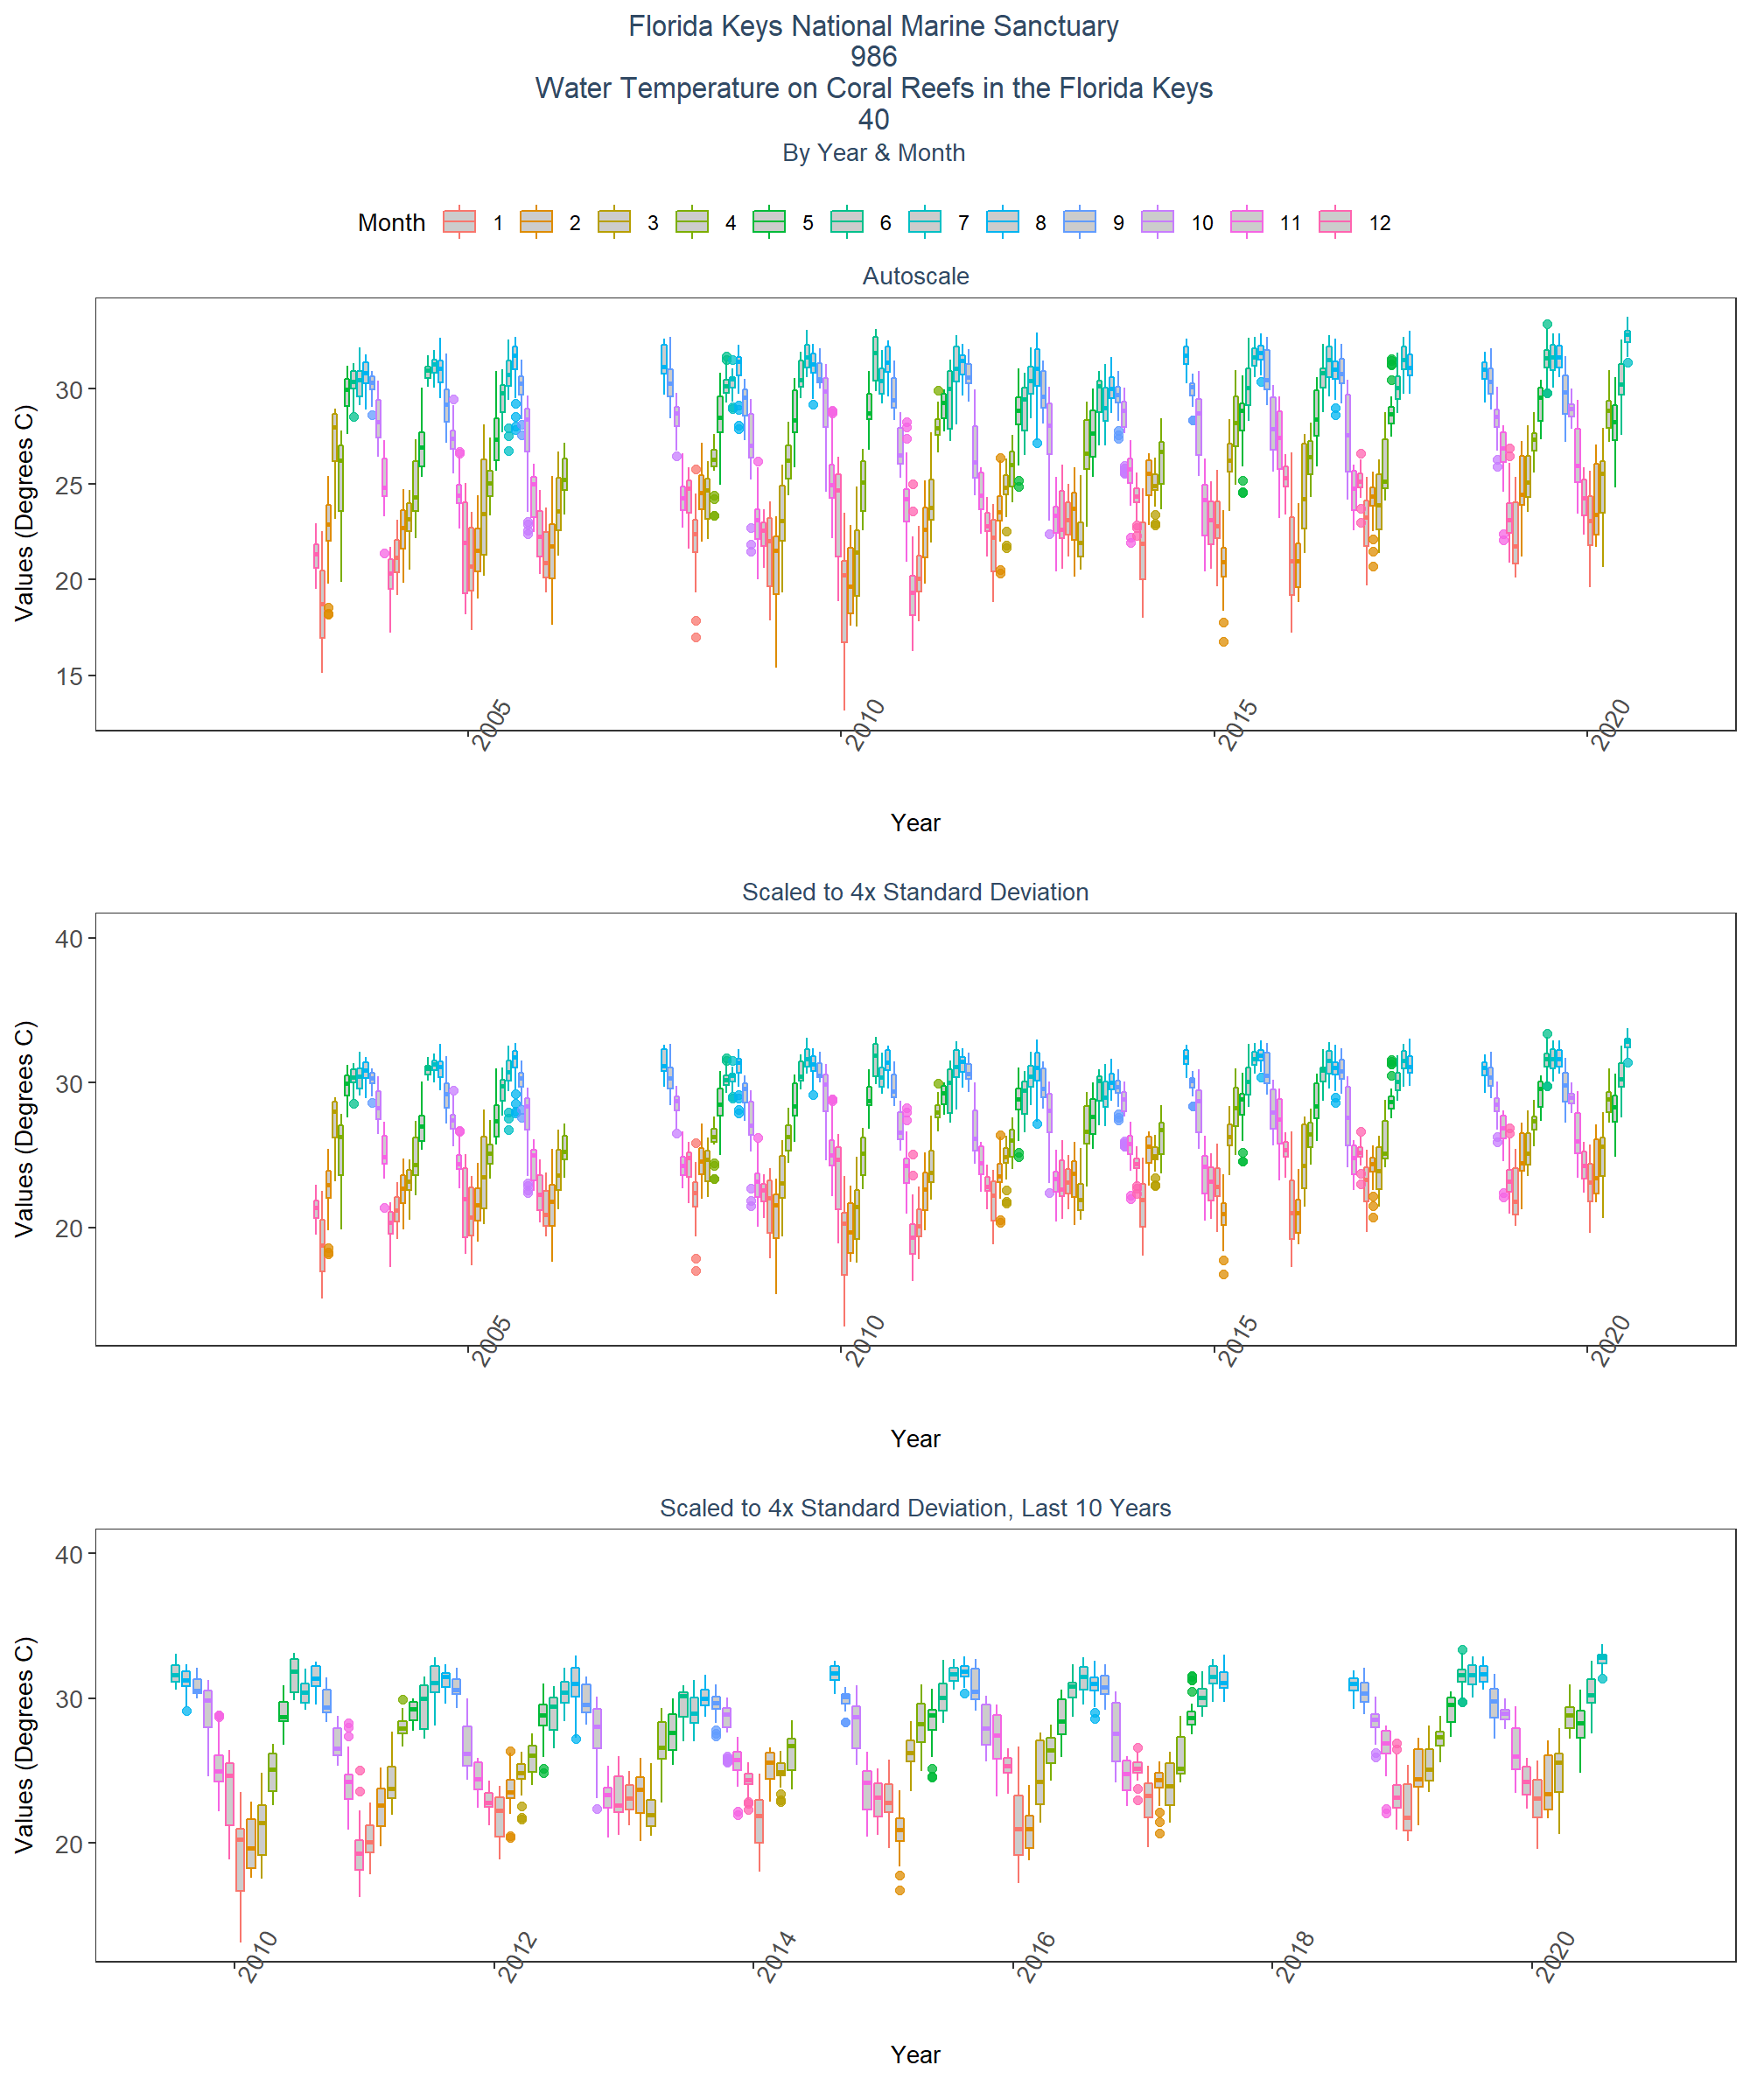 Florida Keys National Marine Sanctuary
986
Water Temperature on Coral Reefs in the Florida Keys
40
By Year & Month
Month 1 2 3 4 5 6 7 8 9 10 11 12
Autoscale
Values (Degrees C)
30
25
20
15
2005 2010 2015 2020
Year
Scaled to 4x Standard Deviation
Values (Degrees C)
40
30
20
2005 2010 2015 2020
Year
Scaled to 4x Standard Deviation, Last 10 Years
Values (Degrees C)
40
30
20
2010 2012 2014 2016 2018 2020
Year